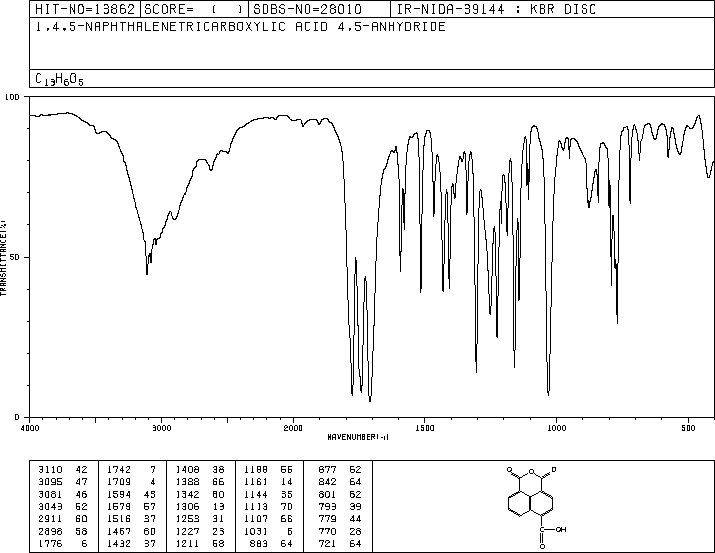 HIT-NO=13862 SCORE= ( ) SDBS-NO=28010 IR-NIDA-39144 : KBR DISC
1,4,5-NAPHTHALENETRICARBOXYLIC ACID 4,5-ANHYDRIDE
C13H6O5
100
50
0
TRANSMITTANCE(%)
4000 3000 2000 1500 1000 500
WAVENUMBER(-1)
3110 42 1742 7 1408 38 1188 55 877 62
3095 47 1709 4 1388 66 1161 14 842 64
3081 46 1594 43 1342 80 1144 35 801 62
3043 52 1579 57 1306 13 1113 70 793 39
2911 60 1516 37 1253 31 1107 66 779 44
2898 58 1467 60 1227 23 1031 6 770 28
1776 6 1432 37 1211 58 883 64 721 64
O O O
C OH
O